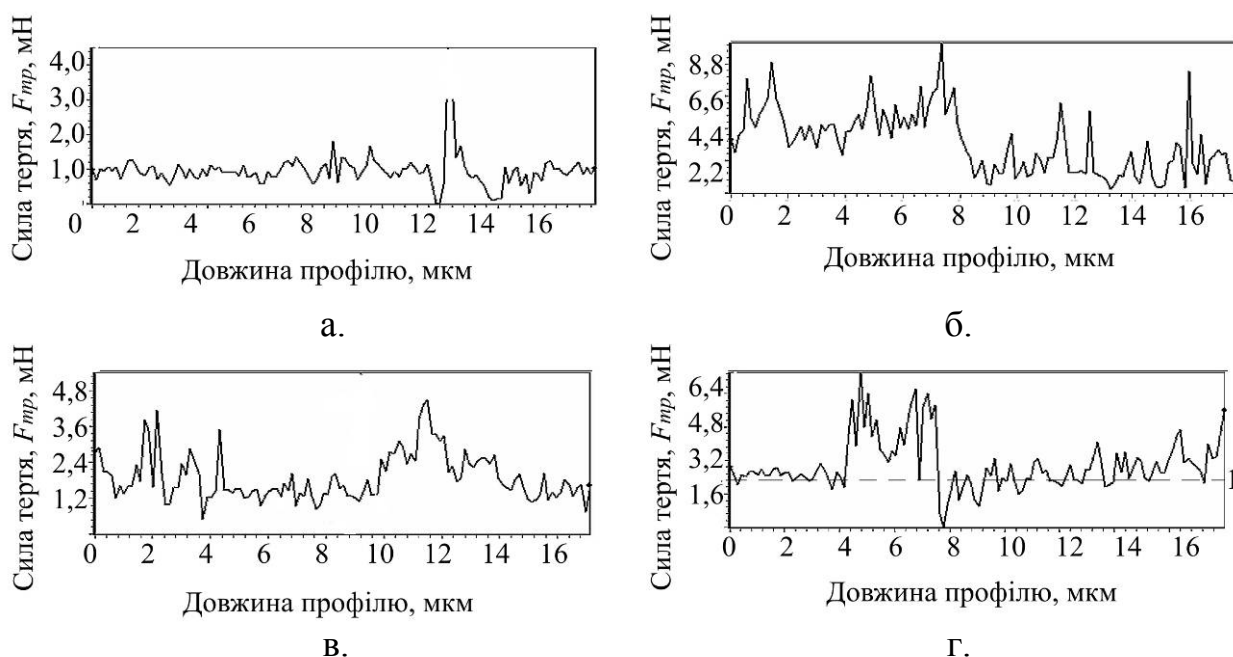 Сила тертя, Fтр, мН
4,0
3,0
2,0
1,0
0 2 4 6 8 10 12 14 16
Довжина профілю, мкм
а.
Сила тертя, Fтр, мН
8,8
6,6
4,4
2,2
0 2 4 6 8 10 12 14 16
Довжина профілю, мкм
б.
Сила тертя, Fтр, мН
4,8
3,6
2,4
1,2
0 2 4 6 8 10 12 14 16
Довжина профілю, мкм
в.
Сила тертя, Fтр, мН
6,4
4,8
3,2
1,6
1
0 2 4 6 8 10 12 14 16
Довжина профілю, мкм
г.